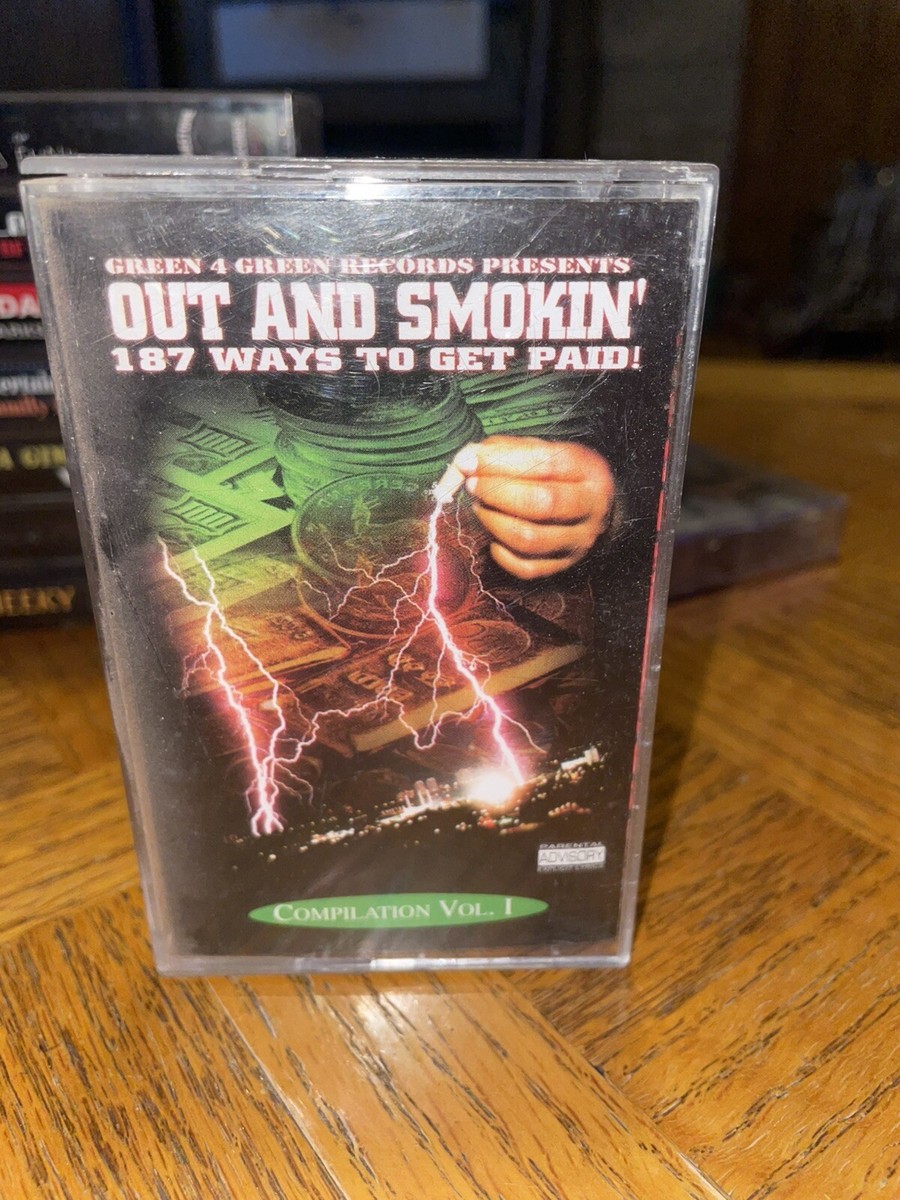 GREEN 4 GREEN RECORDS PRESENTS
OUT AND SMOKIN'
187 WAYS TO GET PAID!
PARENTAL
ADVISORY
COMPILATION VOL. I